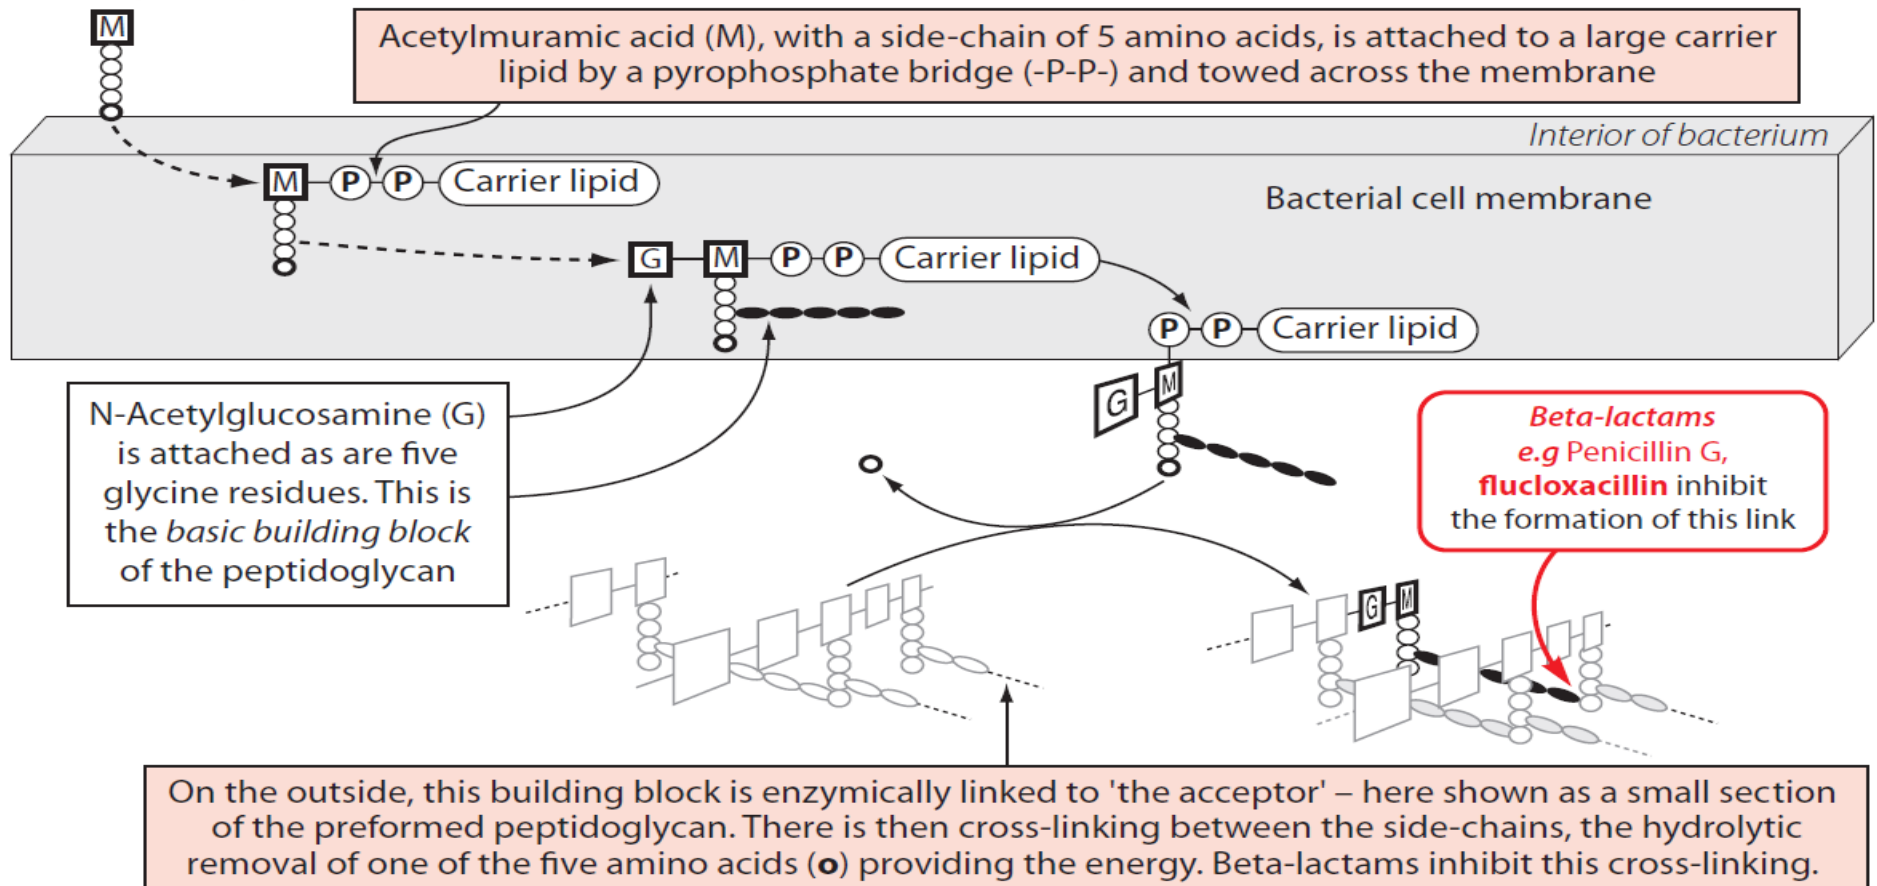 M
Acetylmuramic acid (M), with a side-chain of 5 amino acids, is attached to a large carrier
lipid by a pyrophosphate bridge (-P-P-) and towed across the membrane
Interior of bacterium
M P P Carrier lipid
Bacterial cell membrane
G M P P Carrier lipid
P P Carrier lipid
G M
N-Acetylglucosamine (G)
is attached as are five
glycine residues. This is
the basic building block
of the peptidoglycan
Beta-lactams
e.g Penicillin G,
flucloxacillin inhibit
the formation of this link
G M
On the outside, this building block is enzymically linked to 'the acceptor' – here shown as a small section
of the preformed peptidoglycan. There is then cross-linking between the side-chains, the hydrolytic
removal of one of the five amino acids (o) providing the energy. Beta-lactams inhibit this cross-linking.